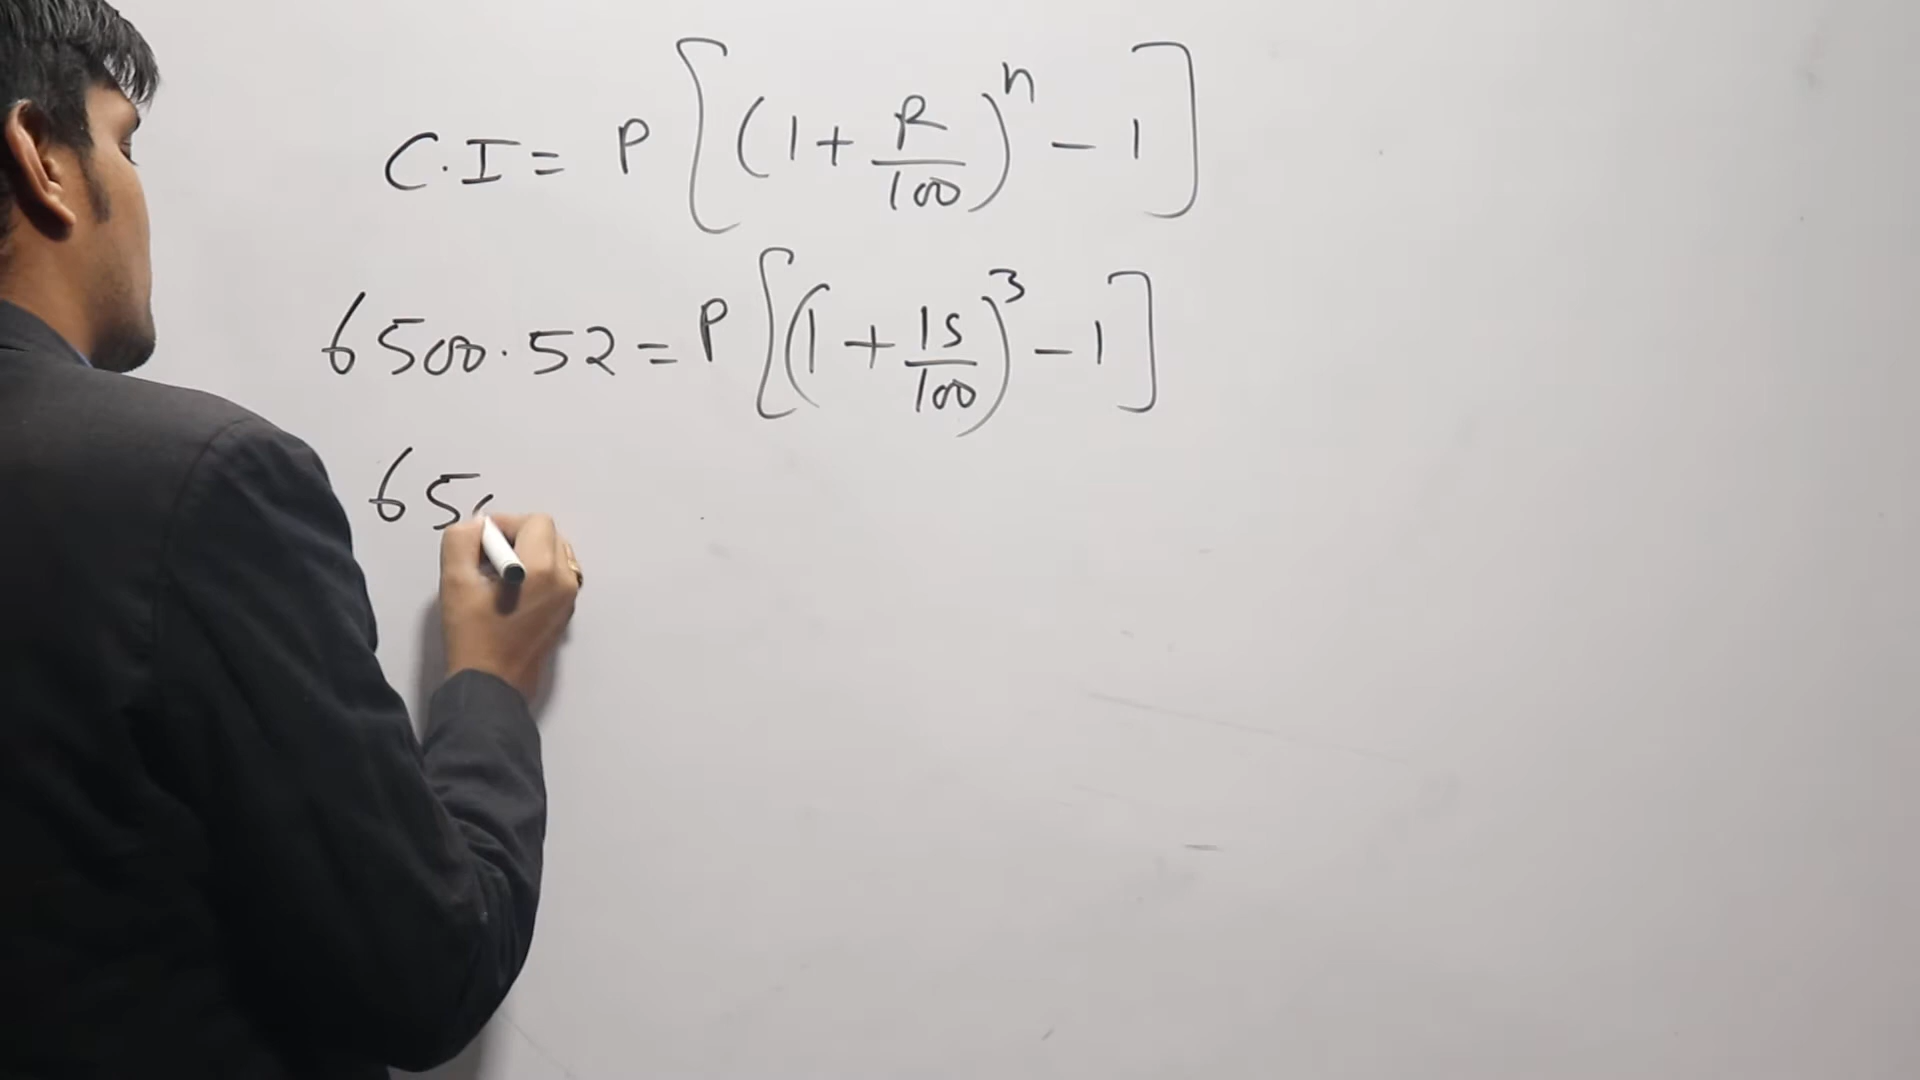 C.I = P [(1 + R/100)^n - 1]
6500.52 = P [(1 + 15/100)^3 - 1]
65